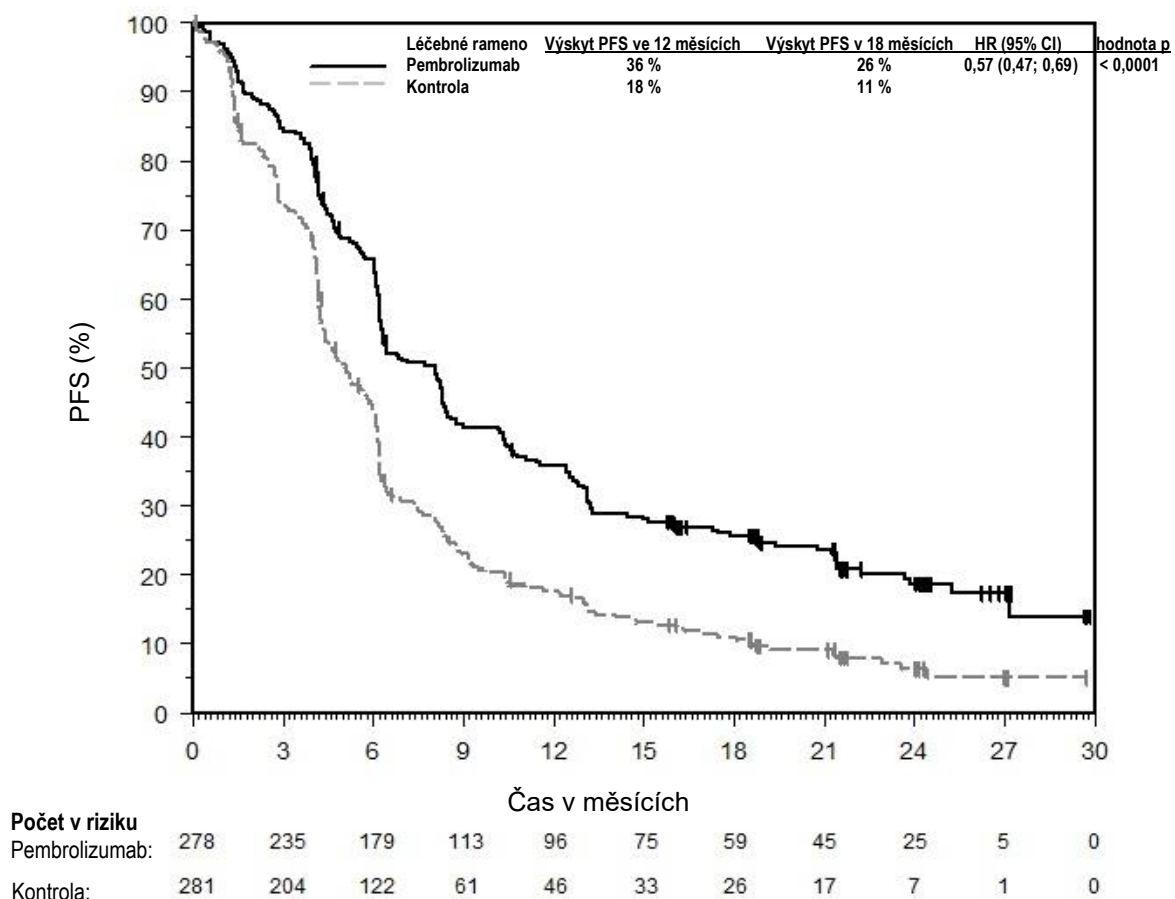 Léčebné rameno Výskyt PFS ve 12 měsících Výskyt PFS v 18 měsících HR (95% CI) hodnota p
Pembrolizumab 36 % 26 % 0,57 (0,47; 0,69) < 0,0001
Kontrola 18 % 11 %
100
90
80
70
60
50
40
30
20
10
0
PFS (%)
0 3 6 9 12 15 18 21 24 27 30
Čas v měsících
Počet v riziku
Pembrolizumab: 278 235 179 113 96 75 59 45 25 5 0
Kontrola: 281 204 122 61 46 33 26 17 7 1 0